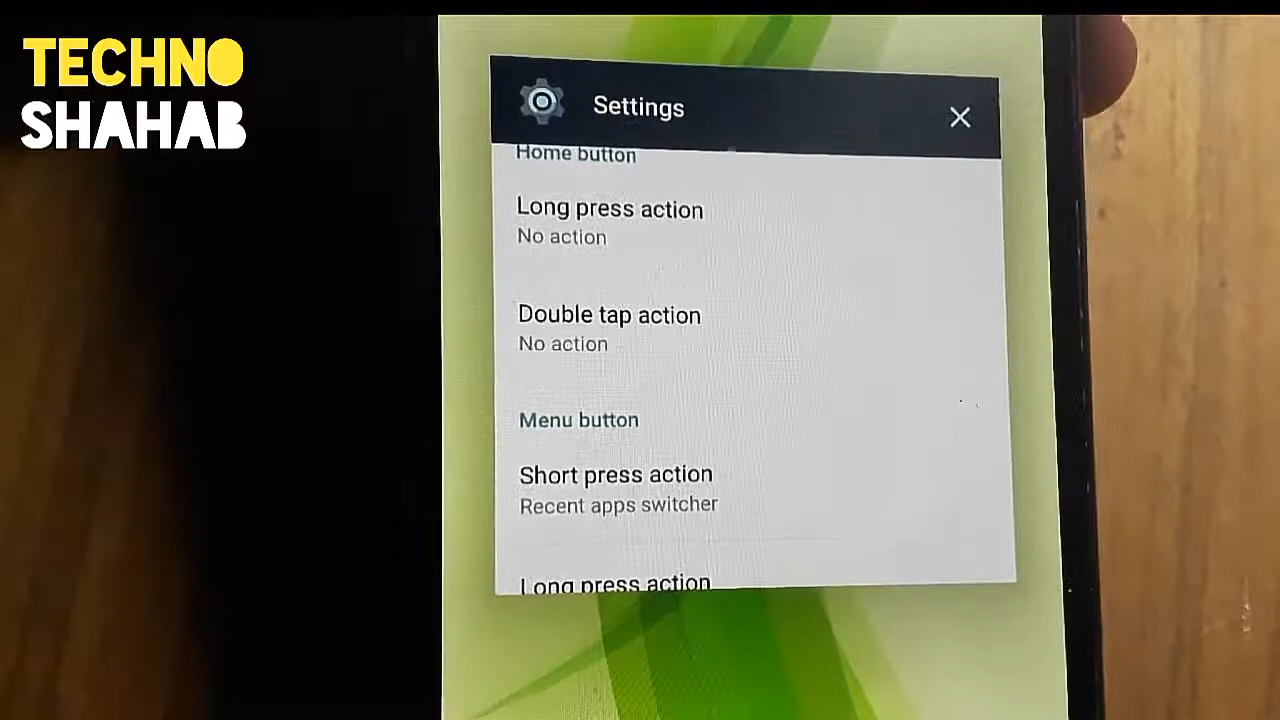 TECHNO
SHAHAB
Settings
Home button
Long press action
No action
Double tap action
No action
Menu button
Short press action
Recent apps switcher
Long press action